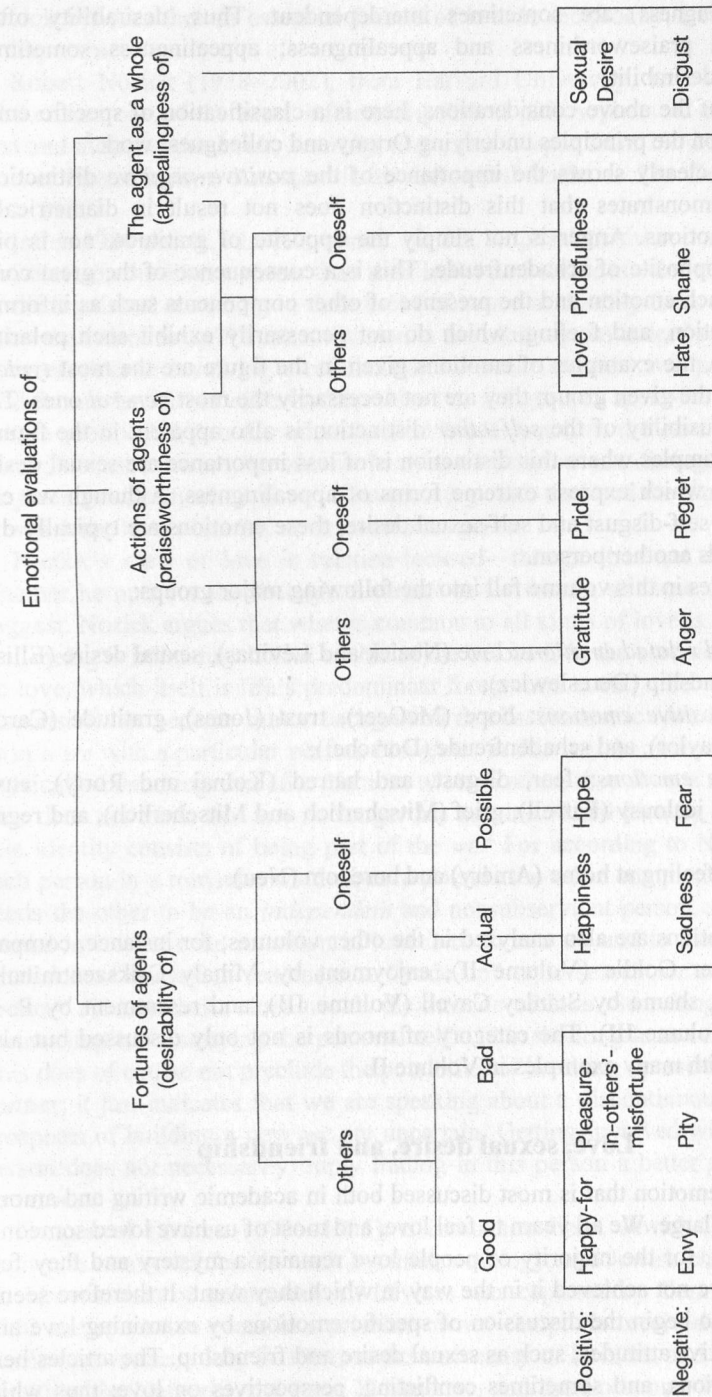 Emotional evaluations of
Fortunes of agents Actions of agents The agent as a whole
(desirability of) (praiseworthiness of) (appealingness of)
Others Oneself Others Oneself Others Oneself
Good Bad Actual Possible
Positive: Happy-for Pleasure- Happiness Hope Gratitude Pride Love Pridefulness Sexual
in-others'- Desire
misfortune
Negative: Envy Pity Sadness Fear Anger Regret Hate Shame Disgust